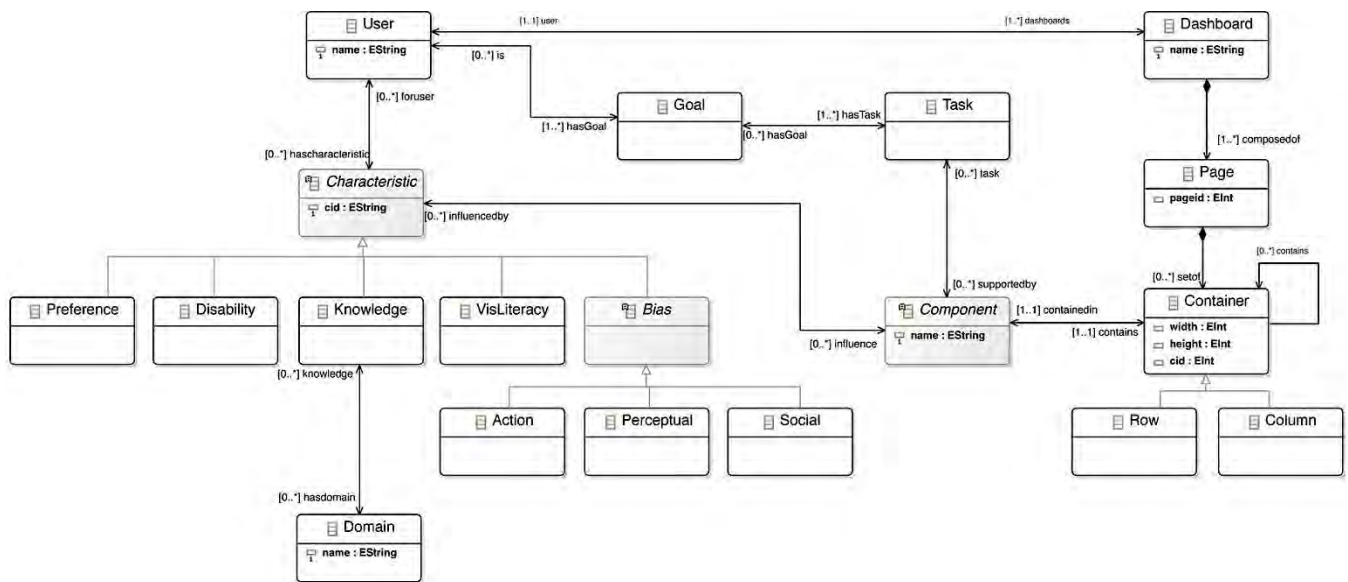 User
name : EString
[1..1] user
[1..*] dashboards
Dashboard
name : EString
[0..*] is
[0..*] foruser
[1..*] hasGoal
Goal
[0..*] hasGoal
[1..*] hasTask
Task
[0..*] task
[1..*] composedof
Page
pageid : EInt
[0..*] hascharacteristic
Characteristic
cid : EString
[0..*] influencedby
[0..*] setof
[0..*] contains
Preference
Disability
Knowledge
VisLiteracy
Bias
[0..*] supportedby
Component
name : EString
[0..*] influence
[1..1] containedin
[1..1] contains
Container
width : EInt
height : EInt
cid : EInt
[0..*] knowledge
Action
Perceptual
Social
Row
Column
[0..*] hasdomain
Domain
name : EString